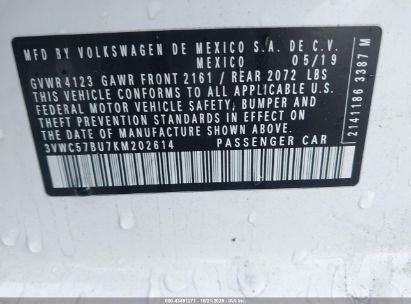 MFD BY VOLKSWAGEN DE MEXICO S.A. DE C.V.
MEXICO 05/19
GVWR 4123 GAWR FRONT 2161 / REAR 2072 LBS
THIS VEHICLE CONFORMS TO ALL APPLICABLE U.S.
FEDERAL MOTOR VEHICLE SAFETY, BUMPER AND
THEFT PREVENTION STANDARDS IN EFFECT ON
THE DATE OF MANUFACTURE SHOWN ABOVE.
3VWC57BU7KM202614 PASSENGER CAR
2141186 3387 M